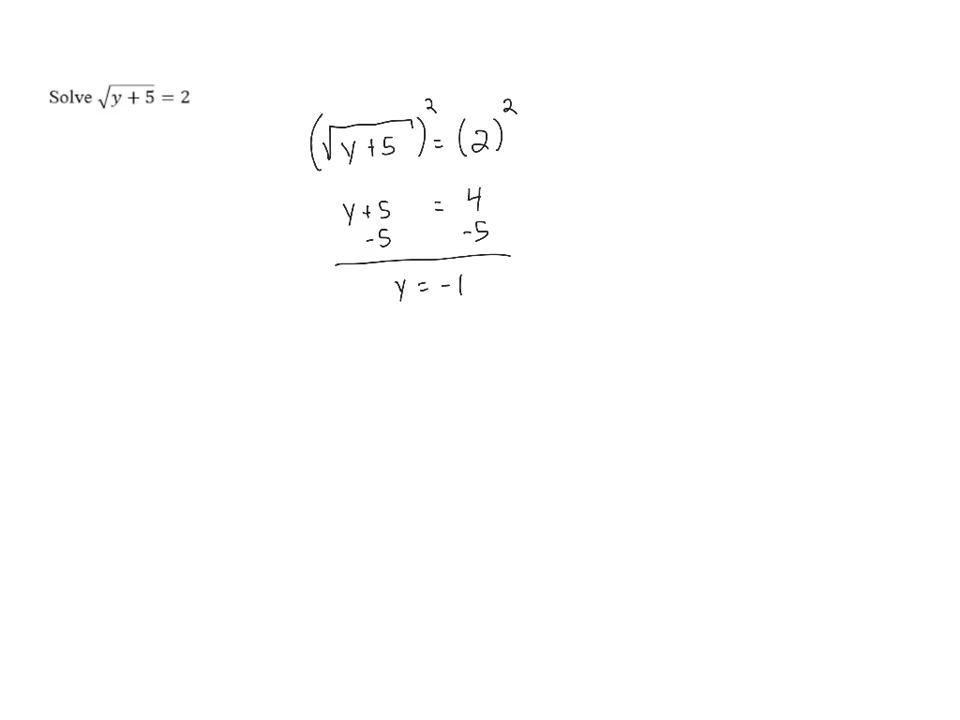 Solve √(y + 5) = 2
(√(y+5))² = (2)²
y+5 = 4
-5 -5
y = -1